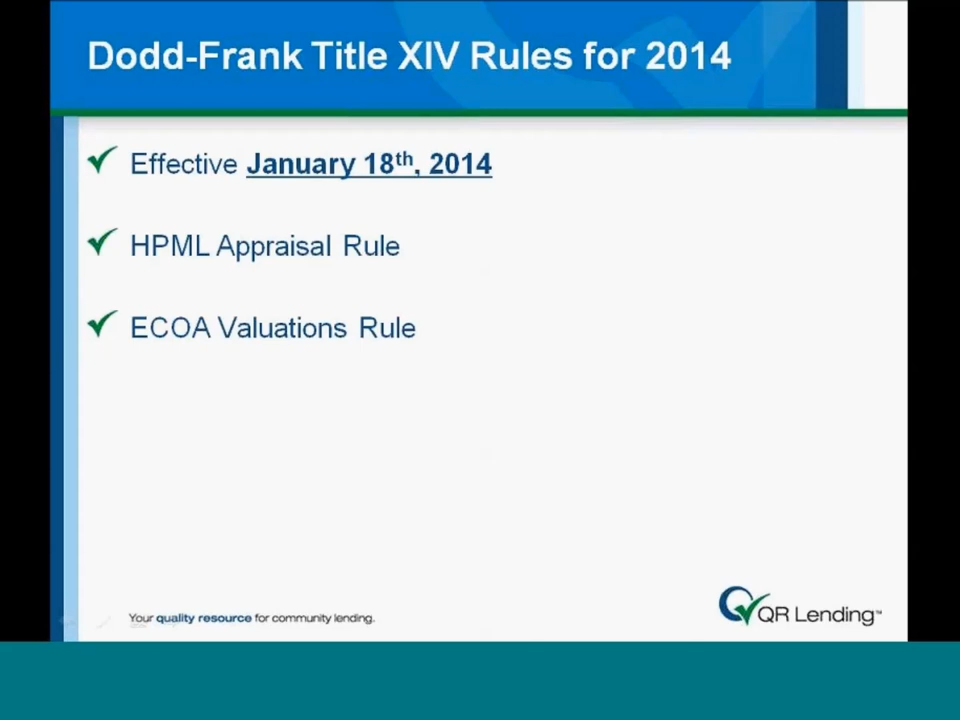 Dodd-Frank Title XIV Rules for 2014
Effective January 18th, 2014
HPML Appraisal Rule
ECOA Valuations Rule
Your quality resource for community lending.
QR Lending™